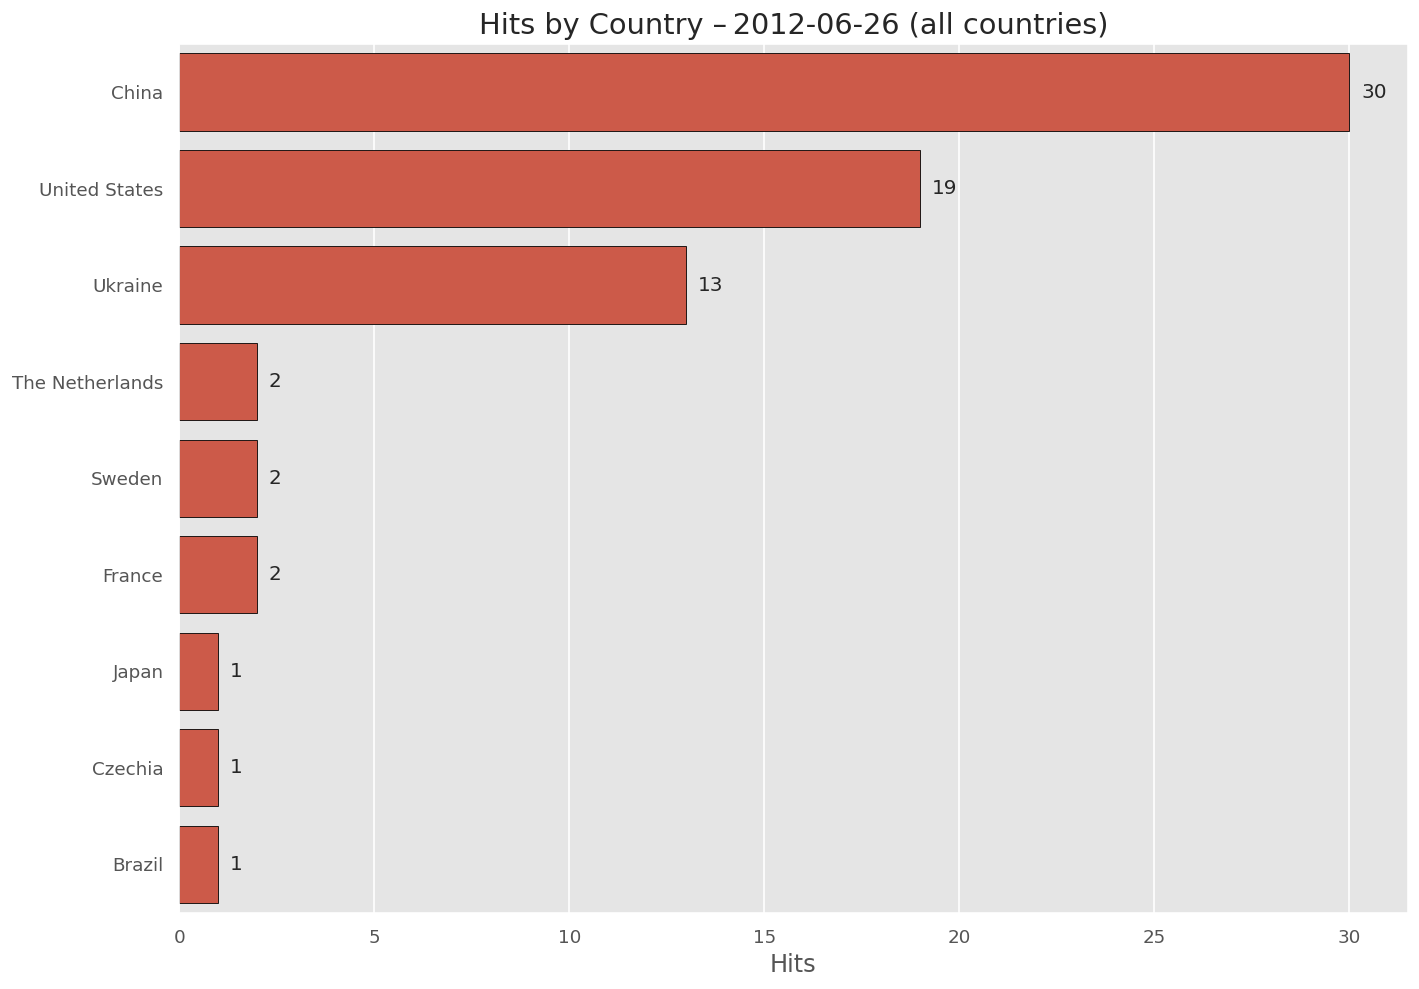 Hits by Country – 2012-06-26 (all countries)
China 30
United States 19
Ukraine 13
The Netherlands 2
Sweden 2
France 2
Japan 1
Czechia 1
Brazil 1
0 5 10 15 20 25 30
Hits